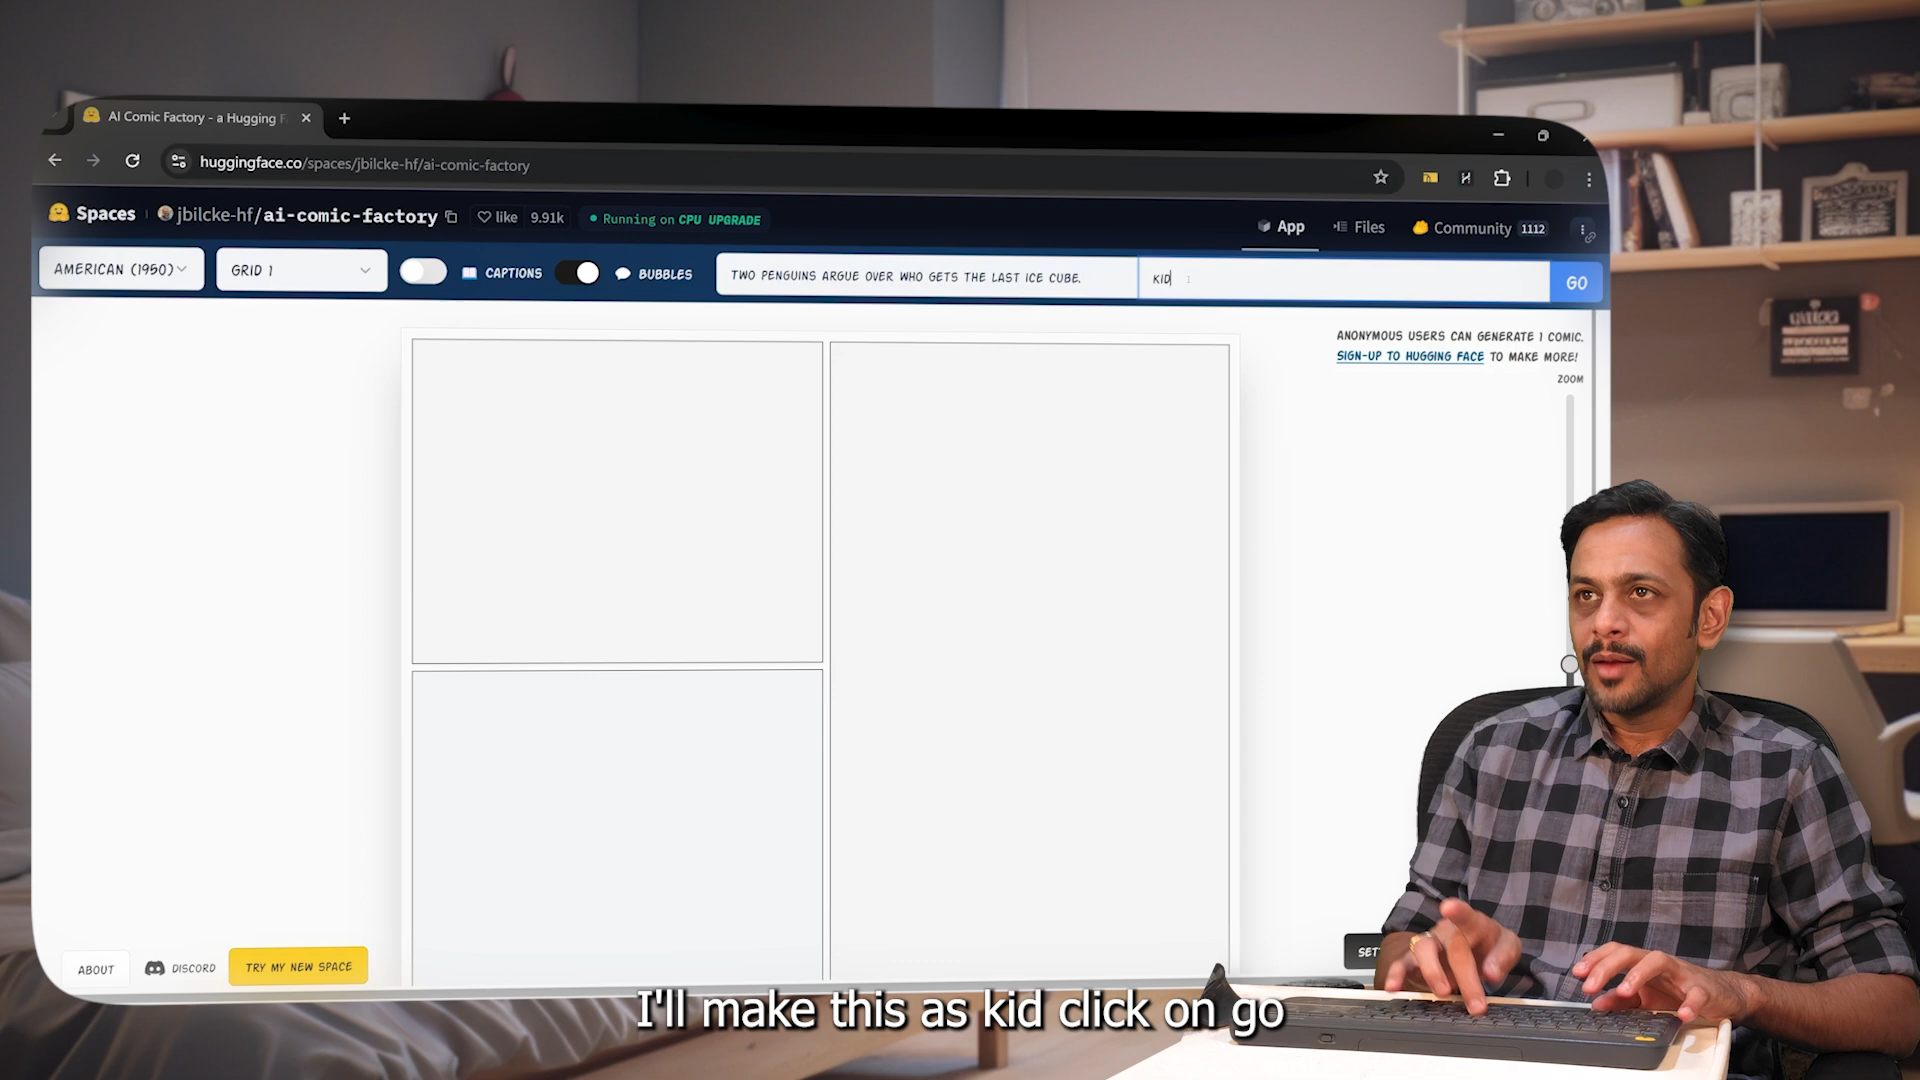 AI Comic Factory - a Hugging F
huggingface.co/spaces/jbilcke-hf/ai-comic-factory
Spaces jbilcke-hf/ai-comic-factory like 9.91k Running on CPU UPGRADE App Files Community 1112
AMERICAN (1950) GRID 1 CAPTIONS BUBBLES TWO PENGUINS ARGUE OVER WHO GETS THE LAST ICE CUBE. KID GO
ANONYMOUS USERS CAN GENERATE 1 COMIC.
SIGN-UP TO HUGGING FACE TO MAKE MORE!
ZOOM
ABOUT DISCORD TRY MY NEW SPACE
I'll make this as kid click on go